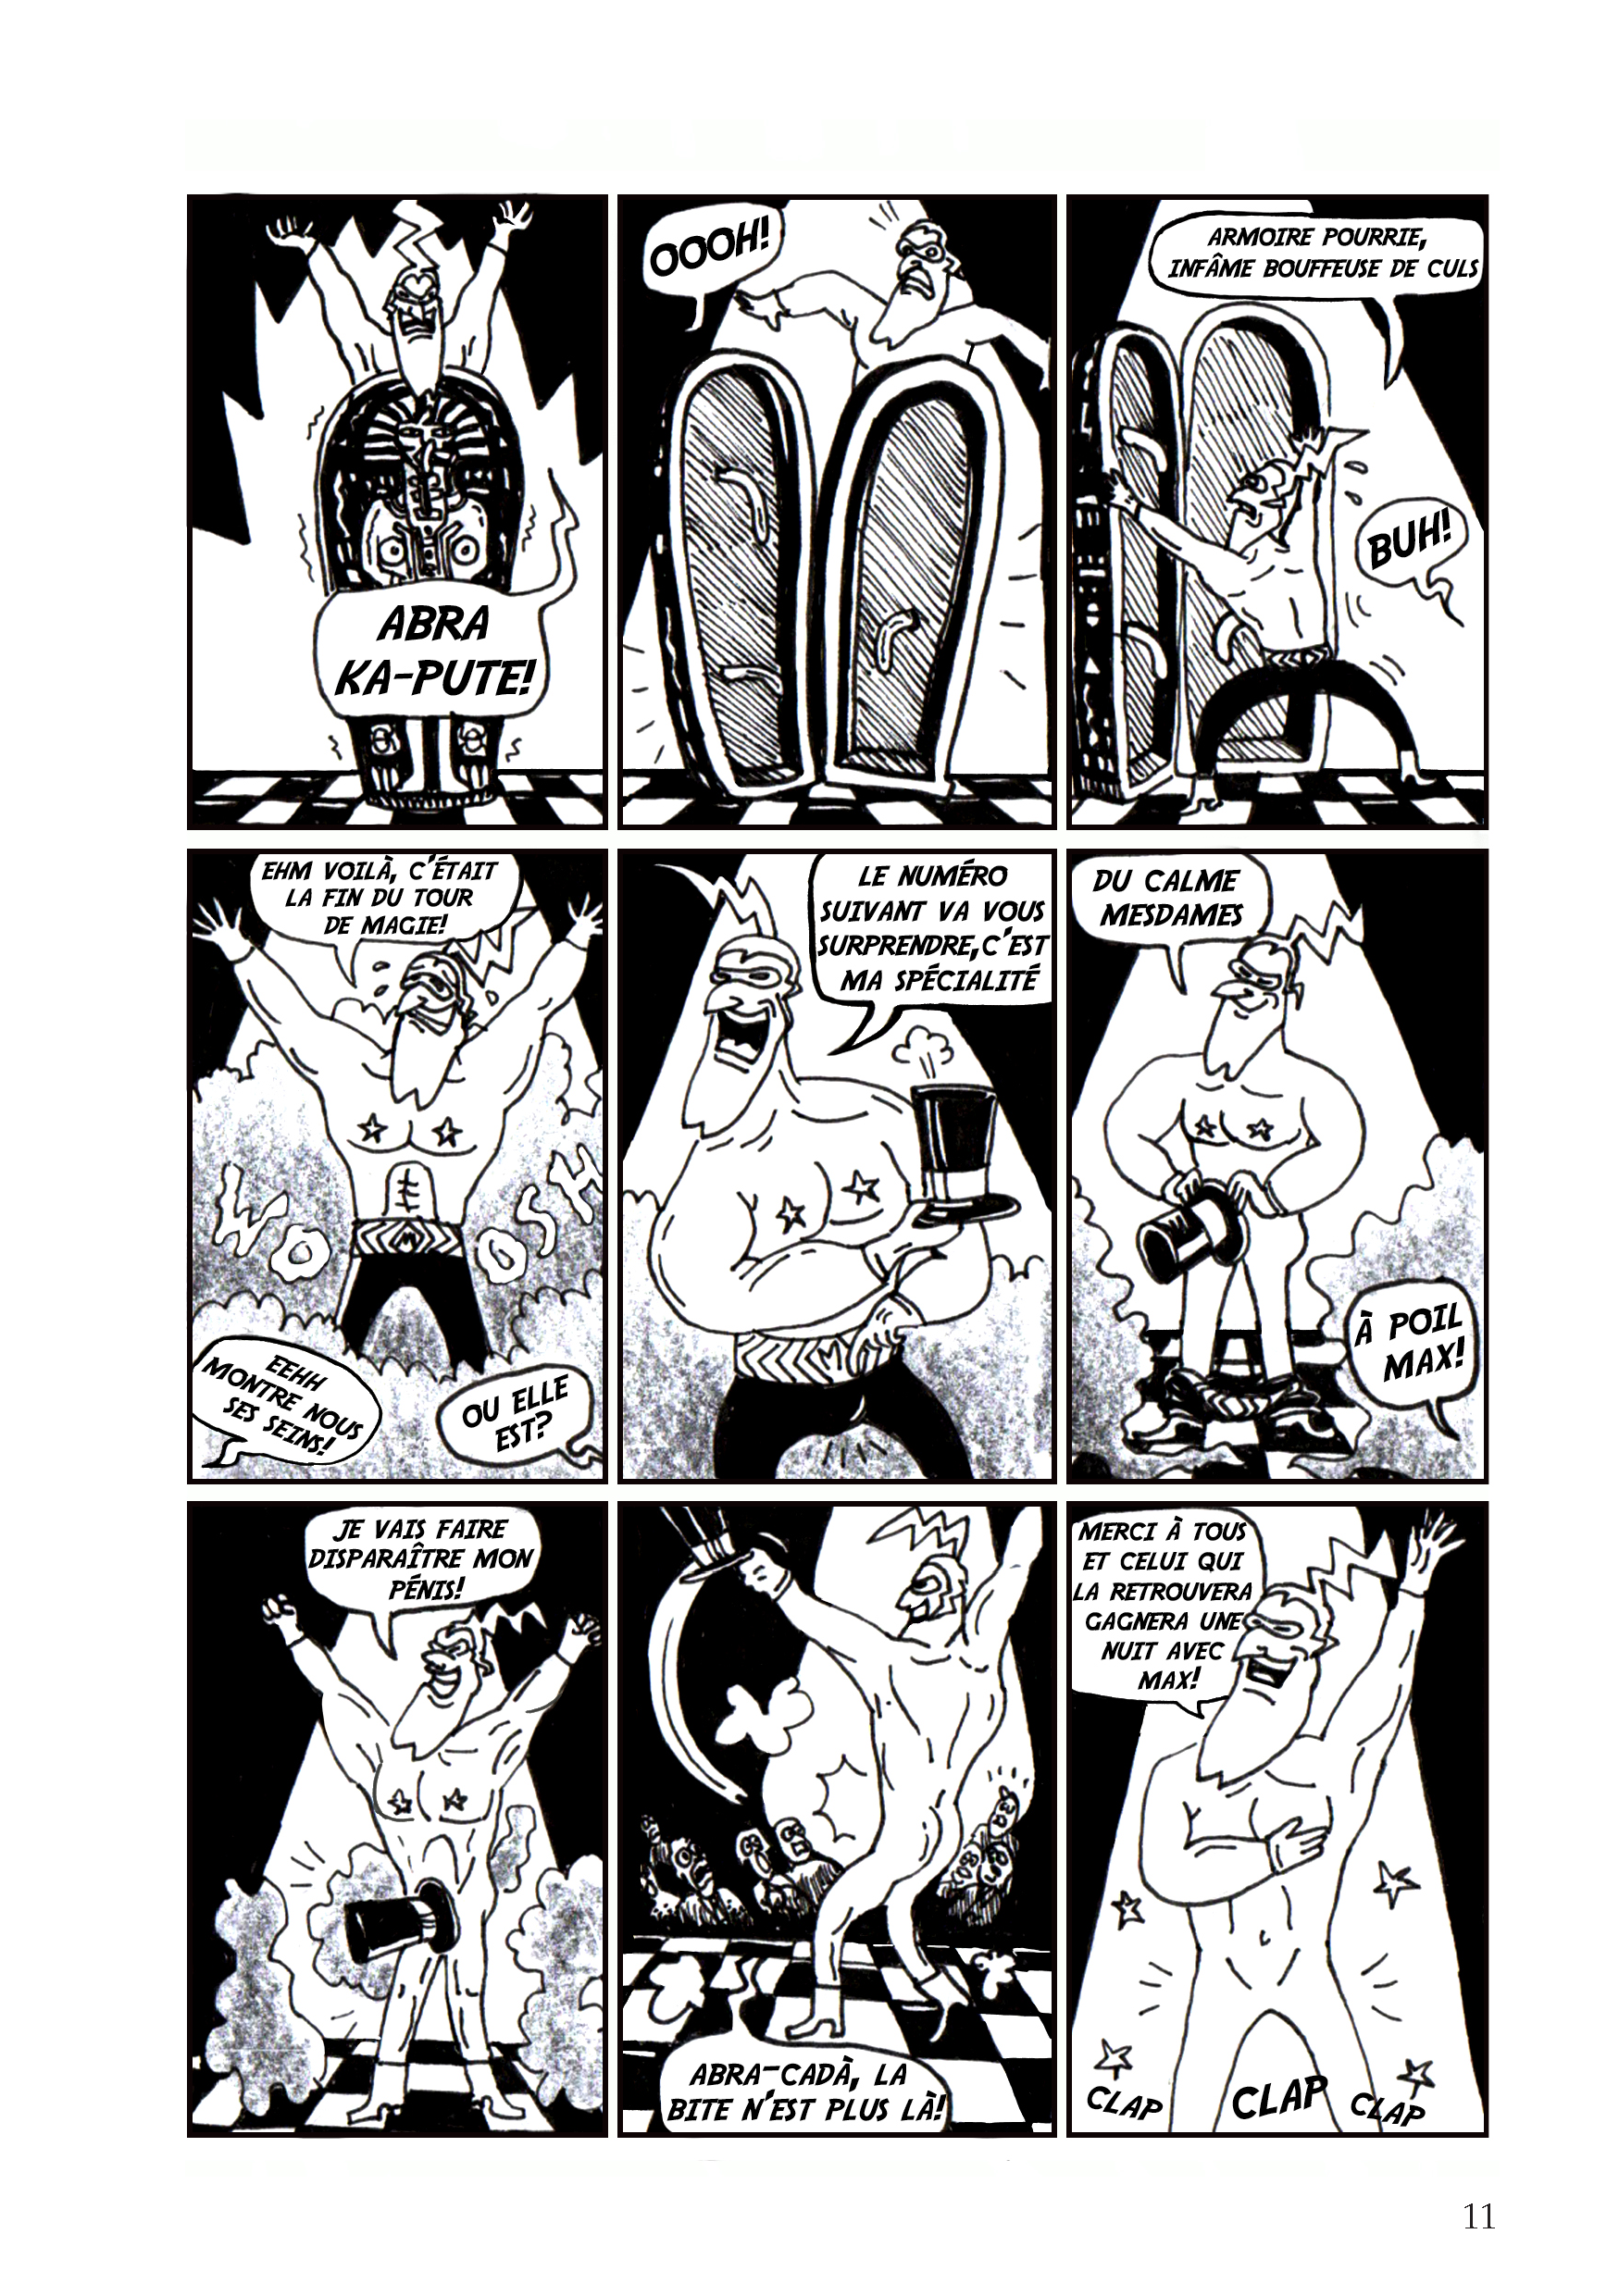 ABRA
KA-PUTE!
OOOH!
ARMOIRE POURRIE,
INFÂME BOUFFEUSE DE CULS
BUH!
EHM VOILÀ, C'ÉTAIT
LA FIN DU TOUR
DE MAGIE!
WOOSH
EEHH
MONTRE NOUS
SES SEINS!
OU ELLE
EST?
M
LE NUMÉRO
SUIVANT VA VOUS
SURPRENDRE, C'EST
MA SPÉCIALITÉ
M
DU CALME
MESDAMES
À POIL
MAX!
JE VAIS FAIRE
DISPARAÎTRE MON
PÉNIS!
ABRA-CADÀ, LA
BITE N'EST PLUS LÀ!
MERCI À TOUS
ET CELUI QUI
LA RETROUVERA
GAGNERA UNE
NUIT AVEC
MAX!
CLAP CLAP CLAP
11